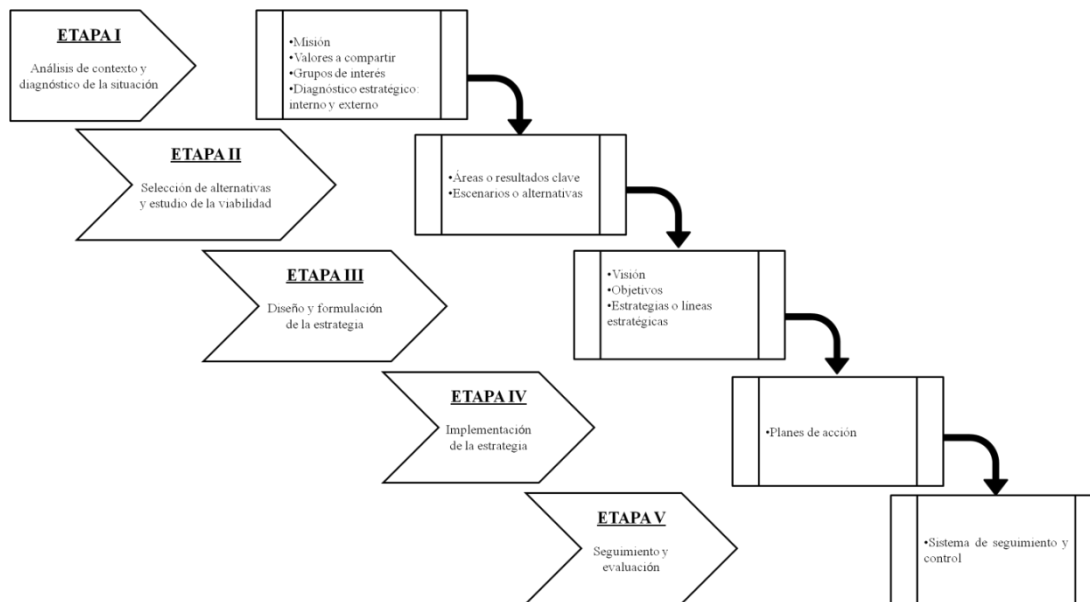 ETAPA I
Análisis de contexto y
diagnóstico de la situación
•Misión
•Valores a compartir
•Grupos de interés
•Diagnóstico estratégico:
interno y externo
ETAPA II
Selección de alternativas
y estudio de la viabilidad
•Áreas o resultados clave
•Escenarios o alternativas
ETAPA III
Diseño y formulación
de la estrategia
•Visión
•Objetivos
•Estrategias o líneas
estratégicas
ETAPA IV
Implementación
de la estrategia
•Planes de acción
ETAPA V
Seguimiento y
evaluación
•Sistema de seguimiento y
control